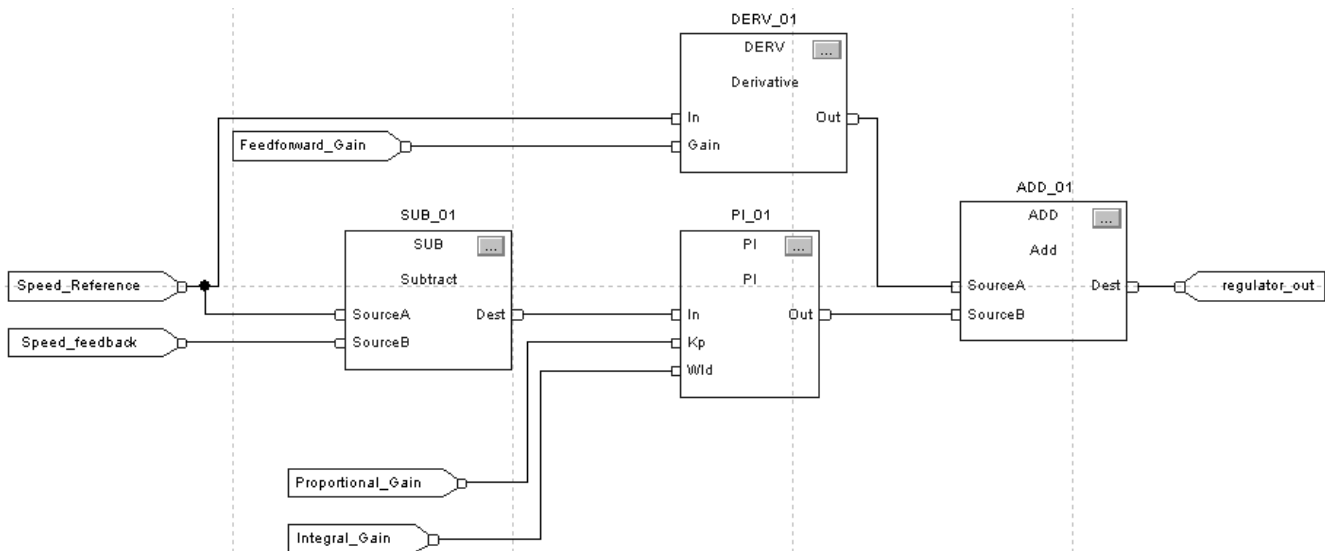 DERV_01
DERV
...
Derivative
In
Out
Feedforward_Gain
Gain
ADD_01
SUB_01
PI_01
ADD
...
SUB
...
PI
...
Add
Speed_Reference
Subtract
PI
SourceA
Dest
regulator_out
SourceA
Dest
In
Out
SourceB
Speed_feedback
SourceB
Kp
Wld
Proportional_Gain
Integral_Gain